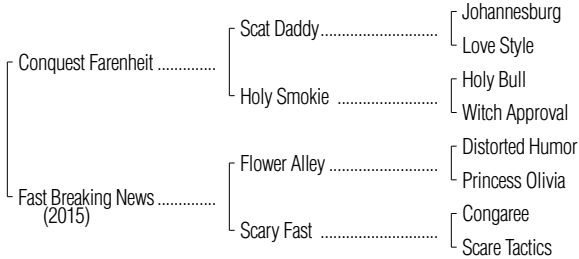 Johannesburg
Scat Daddy..........................
Love Style
Conquest Farenheit .............
Holy Bull
Holy Smokie ......................
Witch Approval
Distorted Humor
Flower Alley ........................
Princess Olivia
Fast Breaking News .............
(2015)
Congaree
Scary Fast ..........................
Scare Tactics